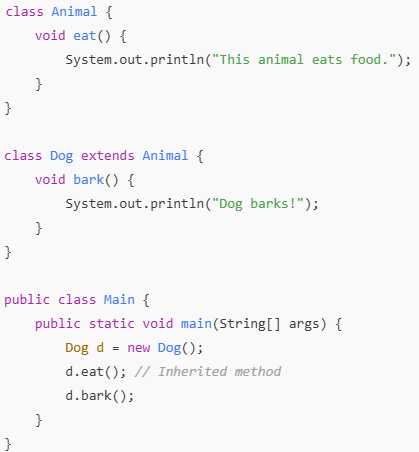 class Animal {
    void eat() {
        System.out.println("This animal eats food.");
    }
}

class Dog extends Animal {
    void bark() {
        System.out.println("Dog barks!");
    }
}

public class Main {
    public static void main(String[] args) {
        Dog d = new Dog();
        d.eat(); // Inherited method
        d.bark();
    }
}